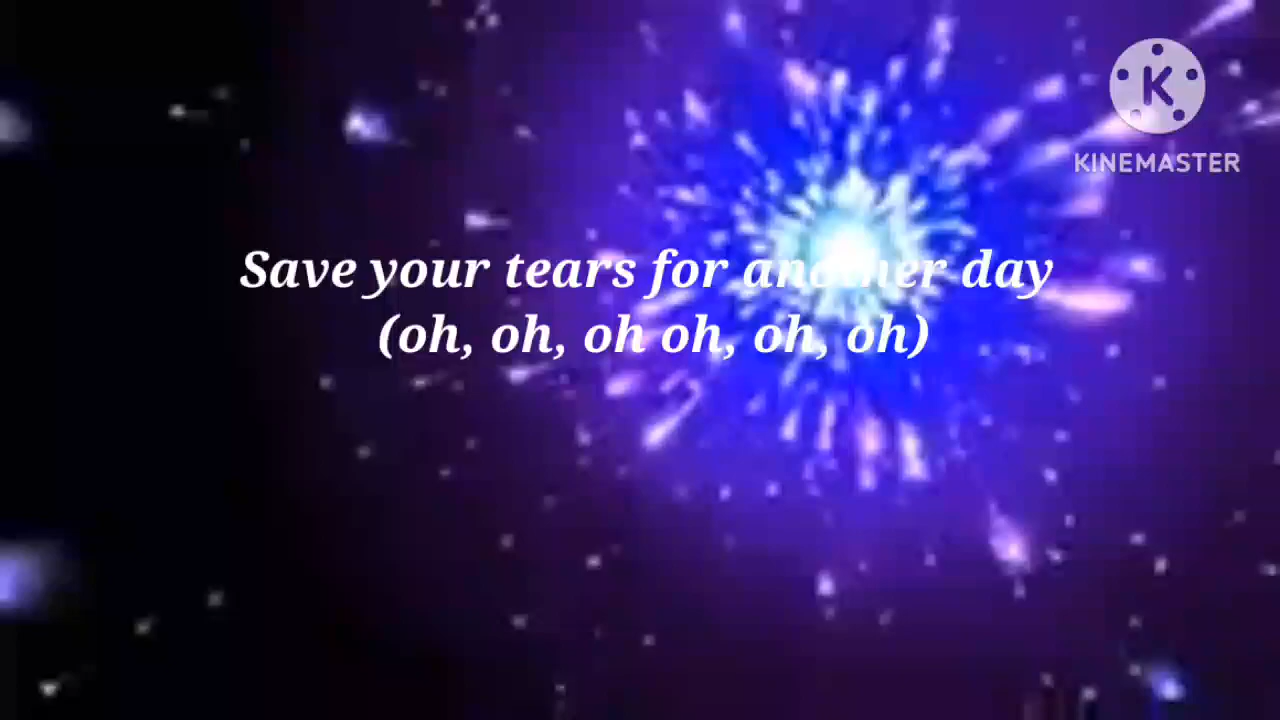 K
KINEMASTER
Save your tears for another day
(oh, oh, oh oh, oh, oh)